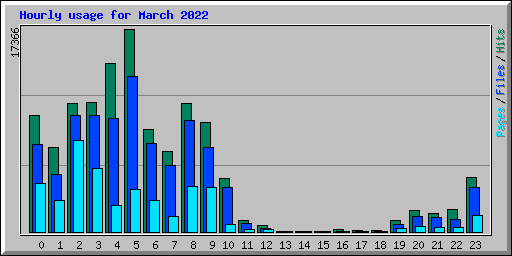 Hourly usage for March 2022
17366
Pages/Files/Hits
0 1 2 3 4 5 6 7 8 9 10 11 12 13 14 15 16 17 18 19 20 21 22 23